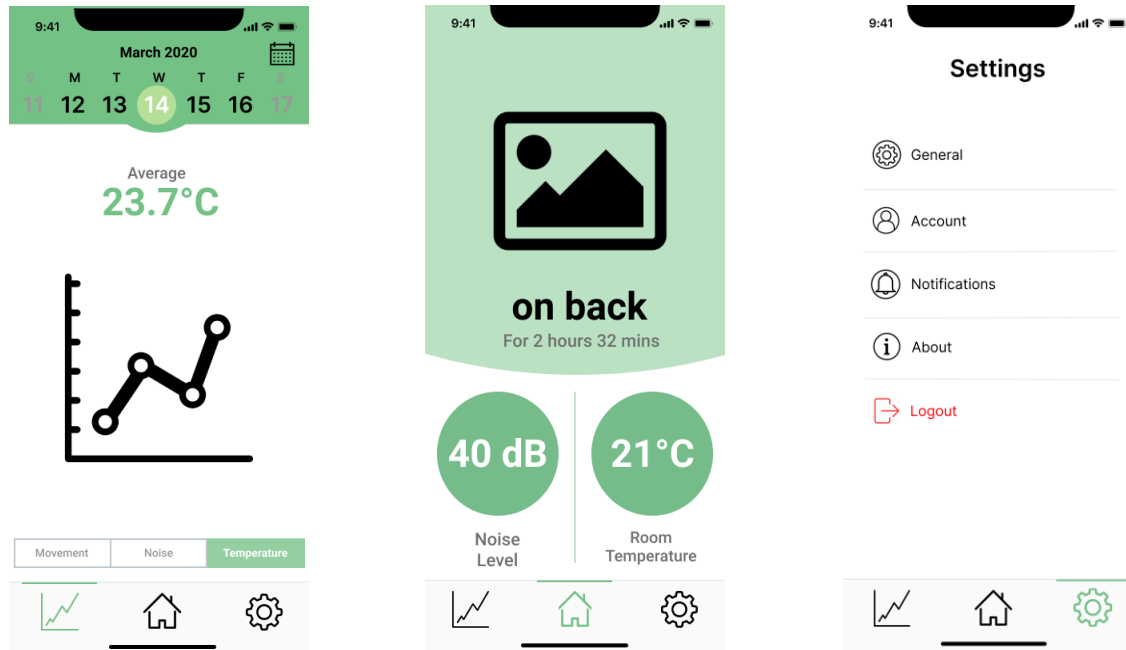 9:41
March 2020
S M T W T F S
11 12 13 14 15 16 17
Average
23.7°C
Movement Noise Temperature
9:41
on back
For 2 hours 32 mins
40 dB
21°C
Noise
Level
Room
Temperature
9:41
Settings
General
Account
Notifications
i About
Logout